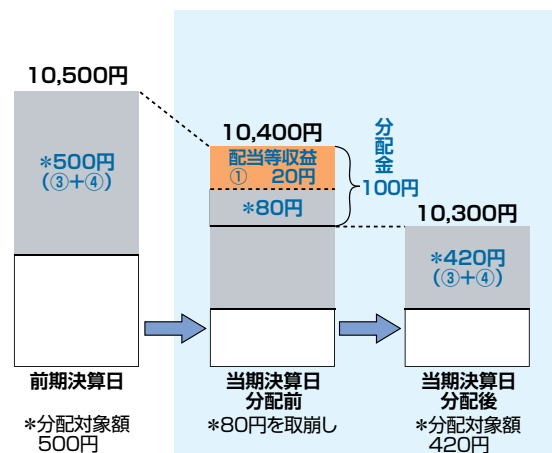 10,500円
*500円
(③+④)
前期決算日
*分配対象額
500円
10,400円
配当等収益
① 20円
*80円
分配金
100円
当期決算日
分配前
*80円を取崩し
10,300円
*420円
(③+④)
当期決算日
分配後
*分配対象額
420円